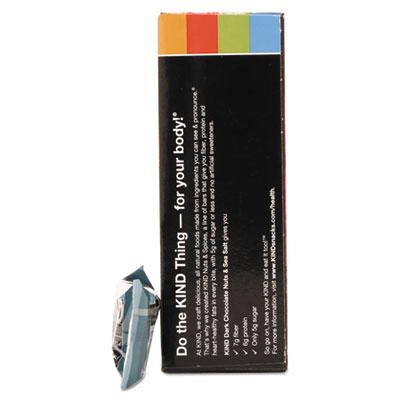 Do the KIND Thing — for your body!®
At KIND, we craft delicious, all natural foods made from ingredients you can see & pronounce.®
That's why we created KIND Nuts & spices, a line of bars that give you fiber, protein and
heart-healthy fats in every bite, with 5g of sugar or less and no artificial sweeteners.
KIND Dark Chocolate Nuts & Sea Salt gives you
✓ 7g fiber
✓ 6g protein
✓ Only 5g sugar
So go on, have your KIND and eat it too!™
For more information, visit www.KINDsnacks.com/health.